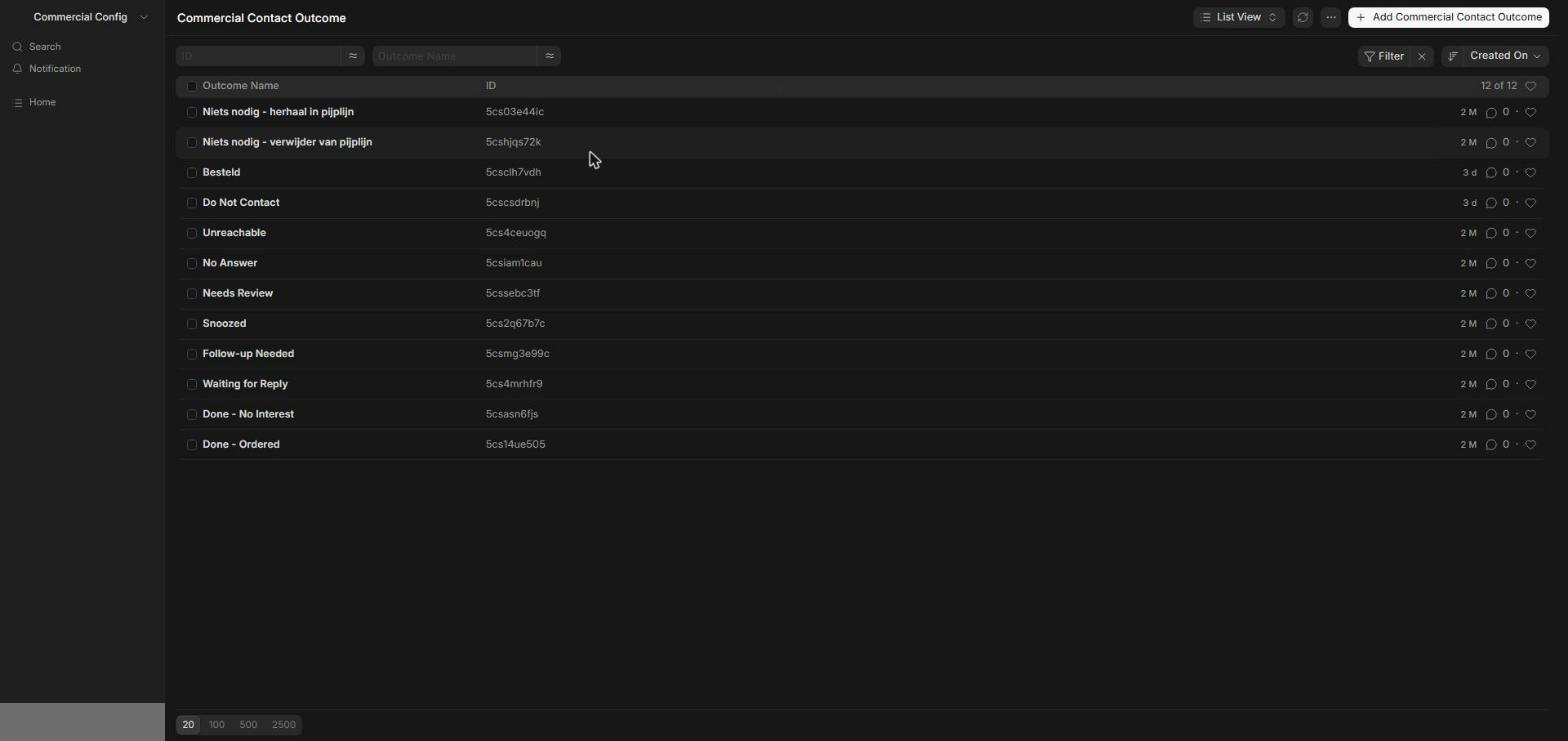 Commercial Config
Search
Notification
Home
Commercial Contact Outcome
List View
Add Commercial Contact Outcome
ID
Outcome Name
Filter
Created On
Outcome Name ID 12 of 12
Niets nodig - herhaal in pijplijn 5cs03e44ic 2 M 0
Niets nodig - verwijder van pijplijn 5cshjqs72k 2 M 0
Besteld 5csclh7vdh 3 d 0
Do Not Contact 5cscsdrbnj 3 d 0
Unreachable 5cs4ceuogq 2 M 0
No Answer 5csiam1cau 2 M 0
Needs Review 5cssebc3tf 2 M 0
Snoozed 5cs2q67b7c 2 M 0
Follow-up Needed 5csmg3e99c 2 M 0
Waiting for Reply 5cs4mrhfr9 2 M 0
Done - No Interest 5csasn6fjs 2 M 0
Done - Ordered 5cs14ue505 2 M 0
20 100 500 2500